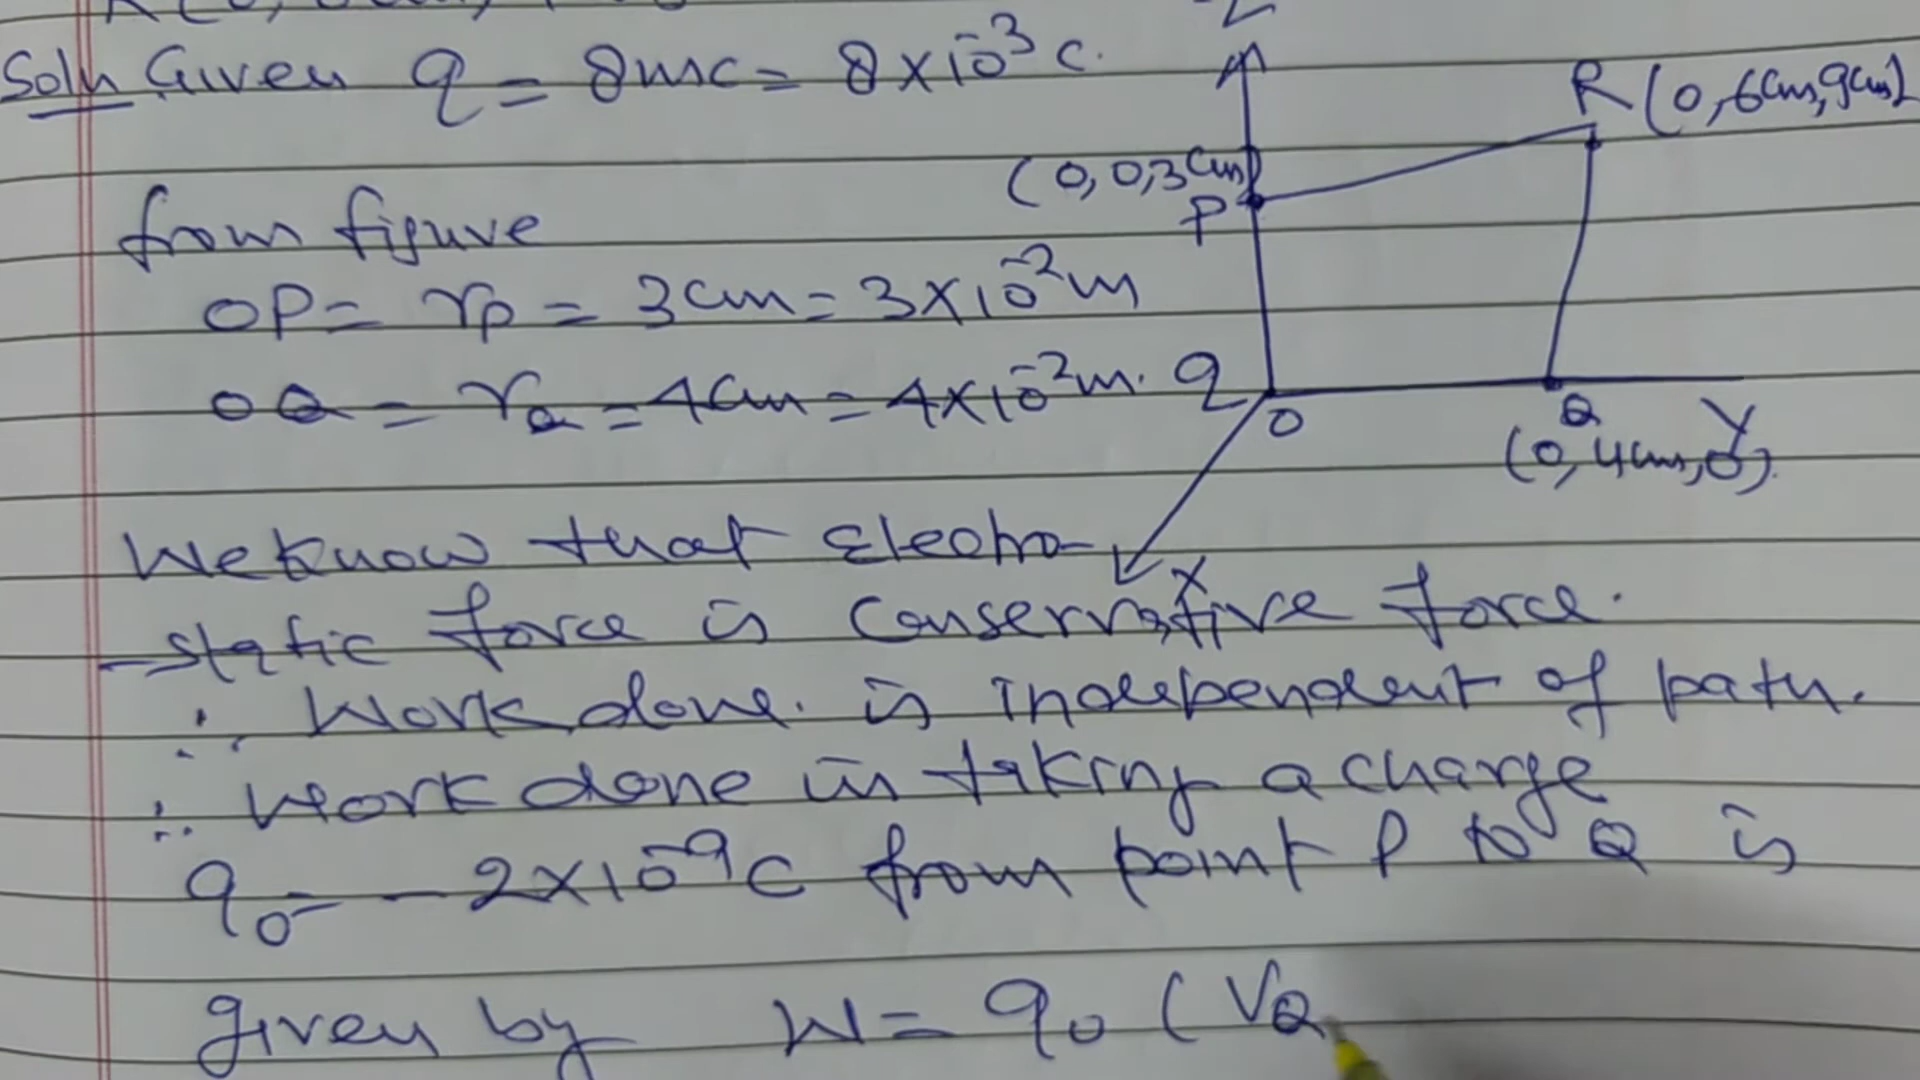 Soln Given q = 8mc = 8×10⁻³ c.
Z
R (0, 6cm, 9cm)
(0, 0, 3cm)
P
from figure
OP = rp = 3cm = 3×10⁻² m
OQ = rQ = 4cm = 4×10⁻² m.
q
O
Q
Y
(0, 4cm, 0).
X
We know that Electro-
-static force is conservative force.
∴ Work done. is independent of path.
∴ Work done in taking a charge
q₀ = - 2×10⁻⁹ C from point P to Q is
given by W = q₀ ( VQ